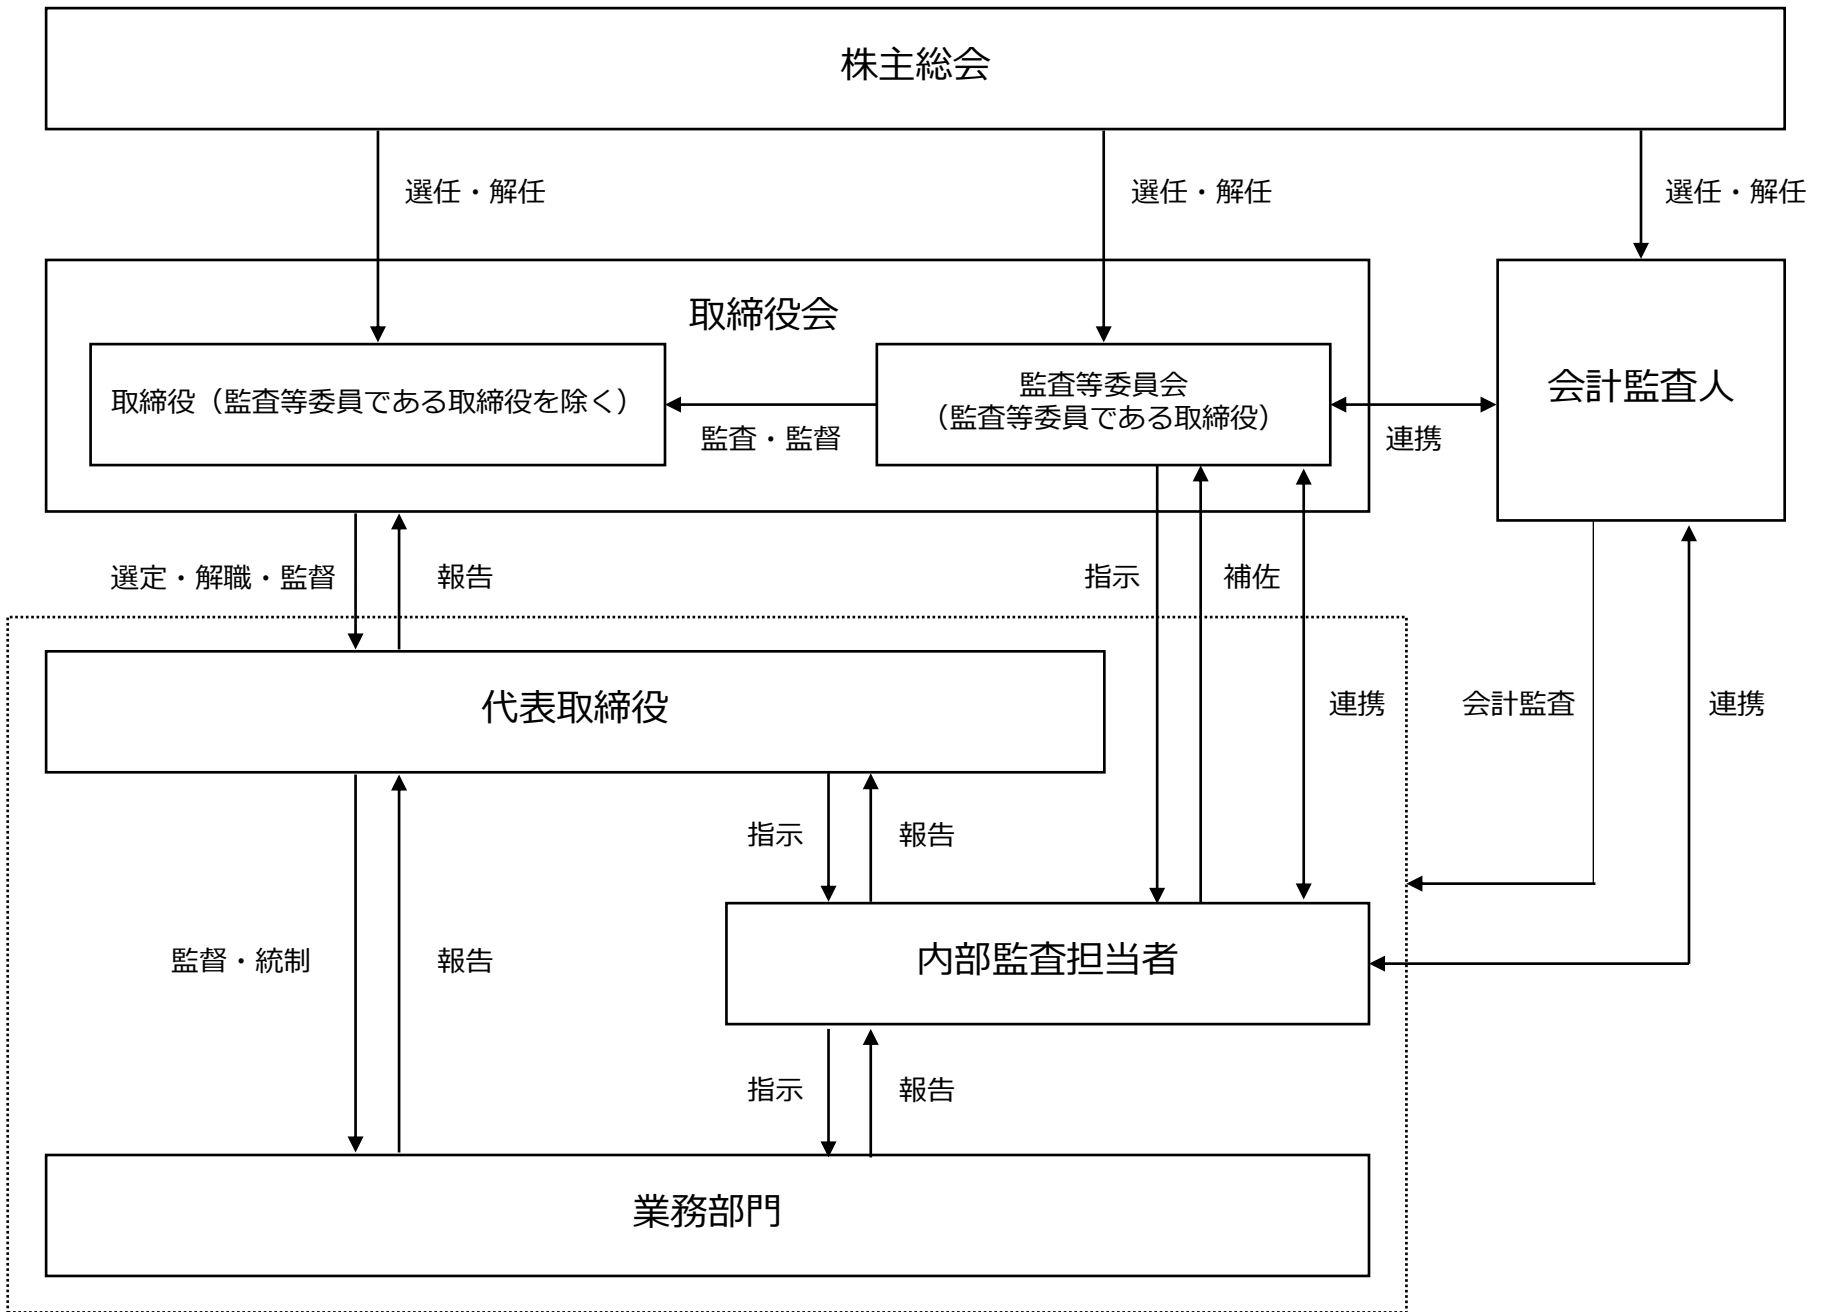 株主総会
選任・解任
選任・解任
選任・解任
取締役会
取締役（監査等委員である取締役を除く）
監査・監督
監査等委員会
（監査等委員である取締役）
連携
会計監査人
選定・解職・監督
報告
指示
補佐
代表取締役
連携
会計監査
連携
指示
報告
監督・統制
報告
内部監査担当者
指示
報告
業務部門